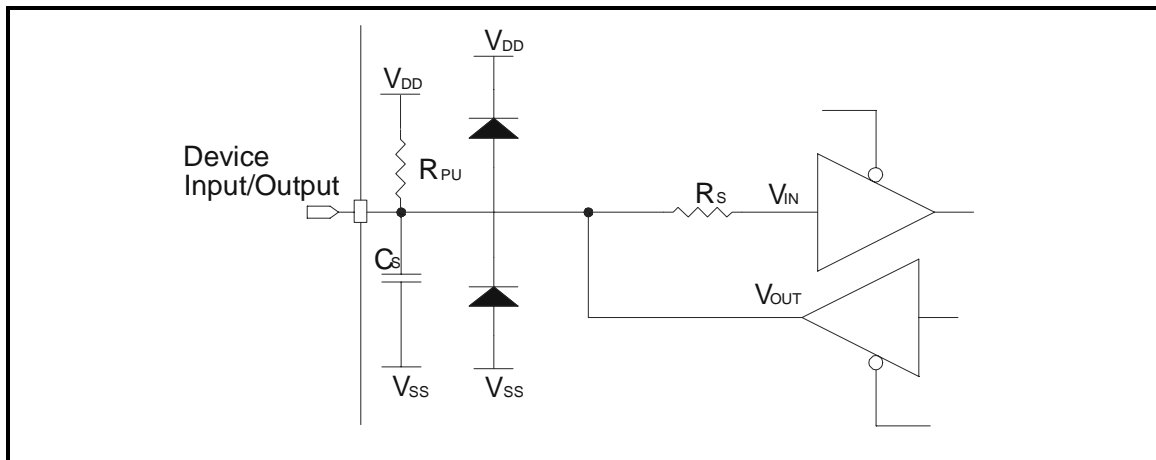 VDD
VDD
Device
Input/Output
RPU
RS
VIN
CS
VOUT
VSS
VSS